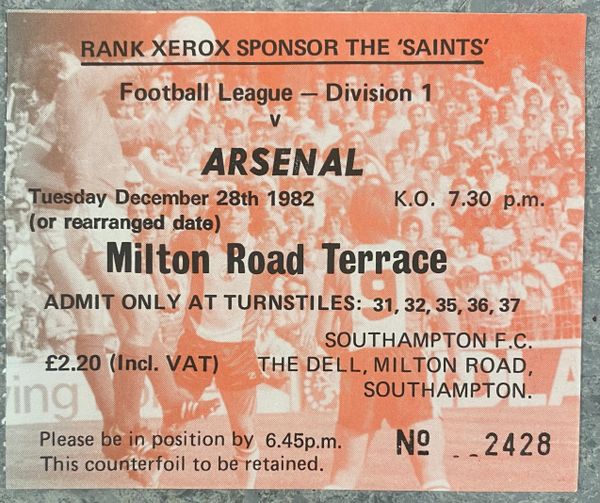 RANK XEROX SPONSOR THE 'SAINTS'
Football League – Division 1
v
ARSENAL
Tuesday December 28th 1982 K.O. 7.30 p.m.
(or rearranged date)
Milton Road Terrace
ADMIT ONLY AT TURNSTILES: 31, 32, 35, 36, 37
SOUTHAMPTON F.C.
£2.20 (Incl. VAT) THE DELL, MILTON ROAD,
SOUTHAMPTON.
Please be in position by 6.45p.m. Nº 2428
This counterfoil to be retained.
9
ing